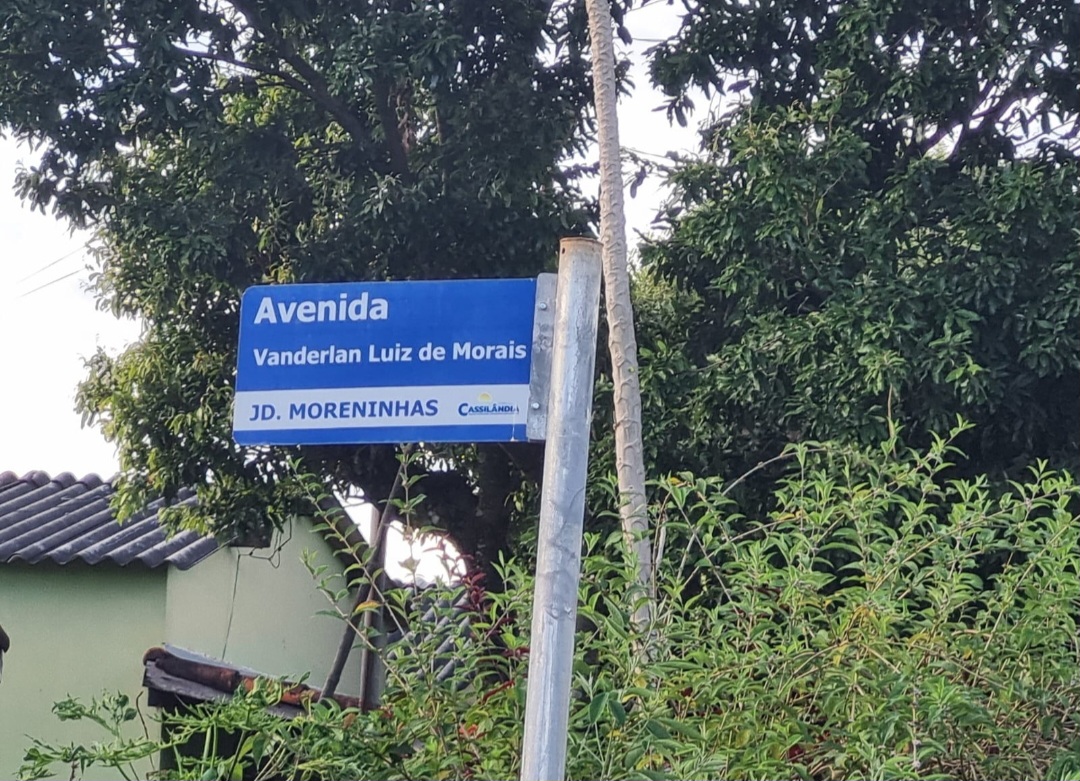 Avenida
Vanderlan Luiz de Morais
JD. MORENINHAS
CASSILÂNDIA